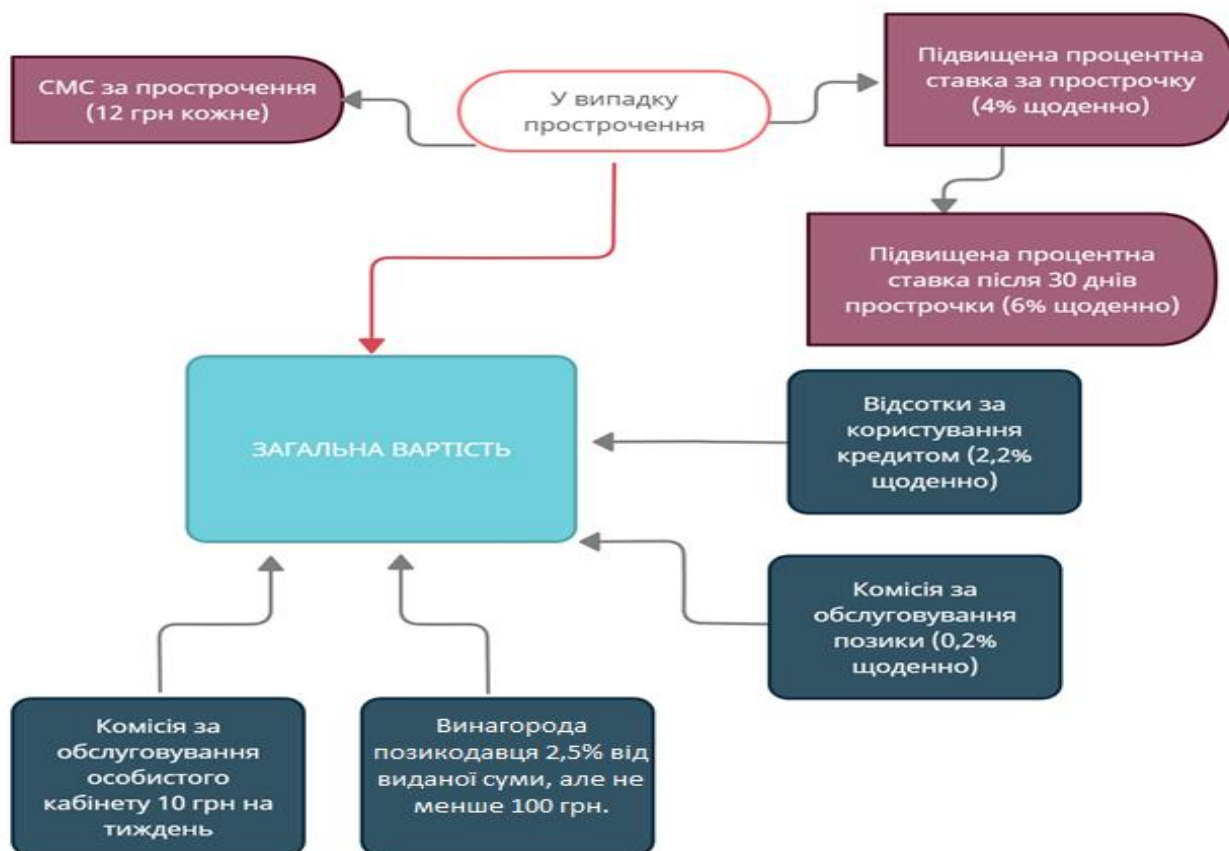 СМС за прострочення
(12 грн кожне)
У випадку
прострочення
Підвищена процентна
ставка за прострочку
(4% щоденно)
Підвищена процентна
ставка після 30 днів
прострочки (6% щоденно)
ЗАГАЛЬНА ВАРТІСТЬ
Відсотки за
користування
кредитом (2,2%
щоденно)
Комісія за
обслуговування
позики (0,2%
щоденно)
Комісія за
обслуговування
особистого
кабінету 10 грн на
тиждень
Винагорода
позикодавця 2,5% від
виданої суми, але не
менше 100 грн.